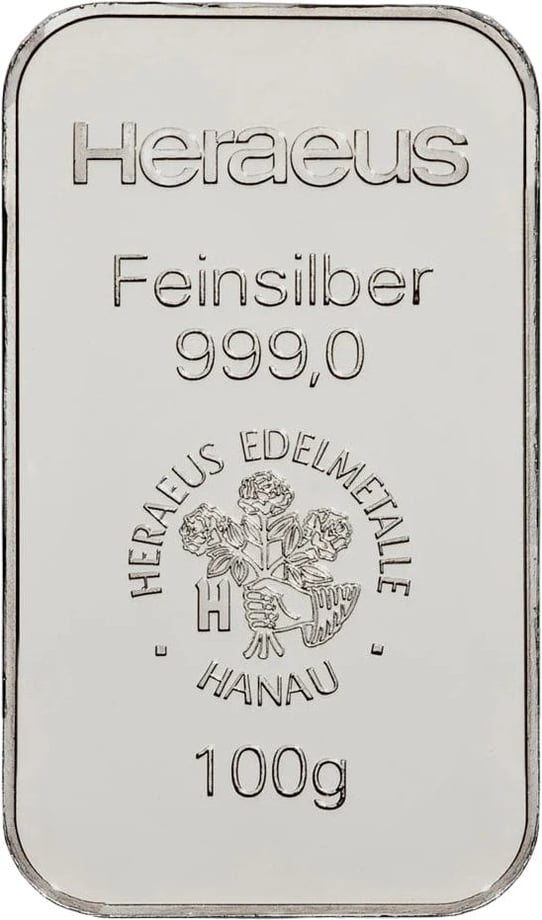 Heraeus
Feinsilber
999,0
HERAEUS EDELMETALLE
H
HANAU
100g